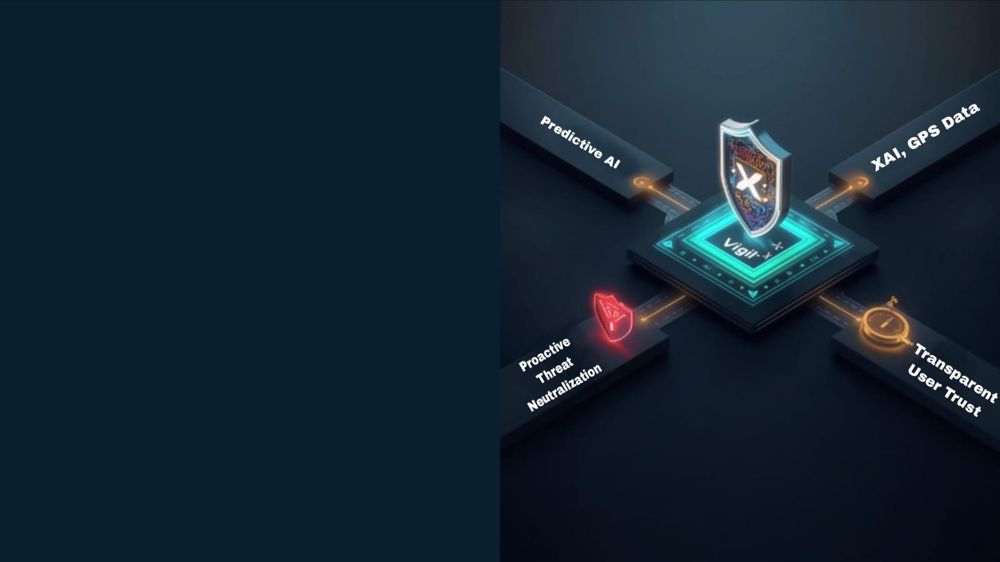 Predictive AI
XAI, GPS Data
X
Vigil-X
Proactive
Threat
Neutralization
Transparent
User Trust